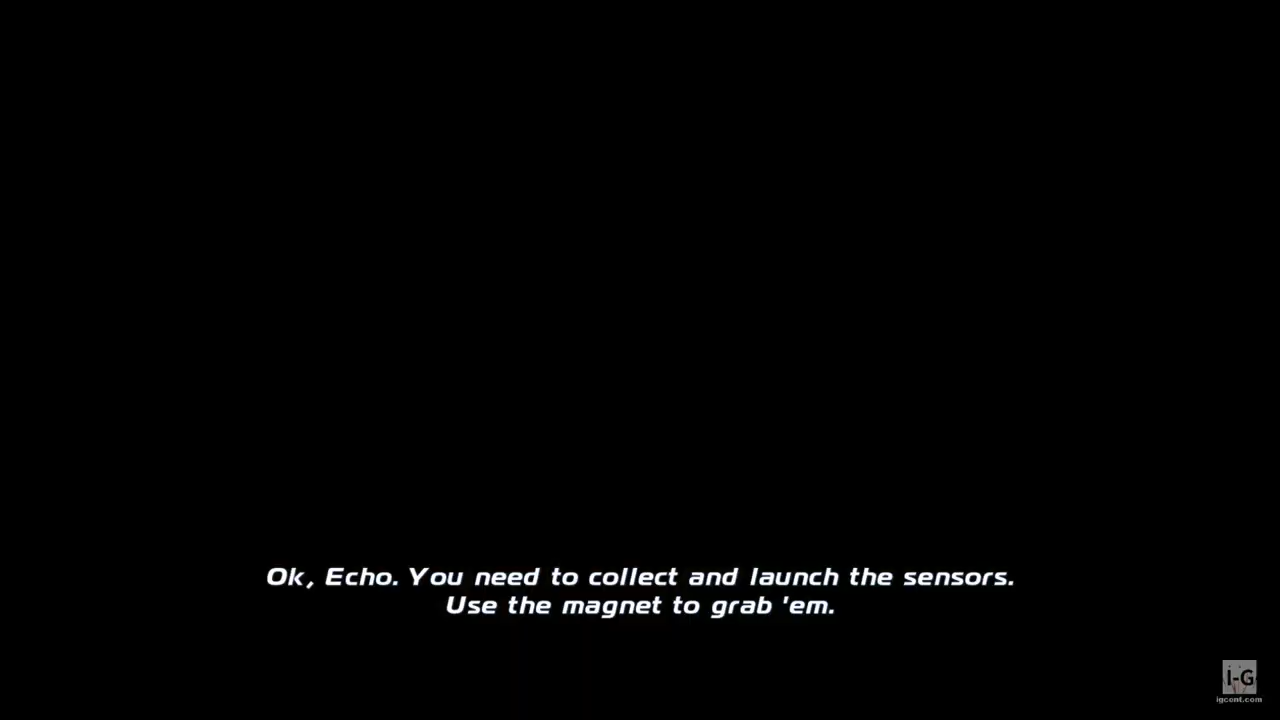 Ok, Echo. You need to collect and launch the sensors.
Use the magnet to grab 'em.
i-G
igcont.com